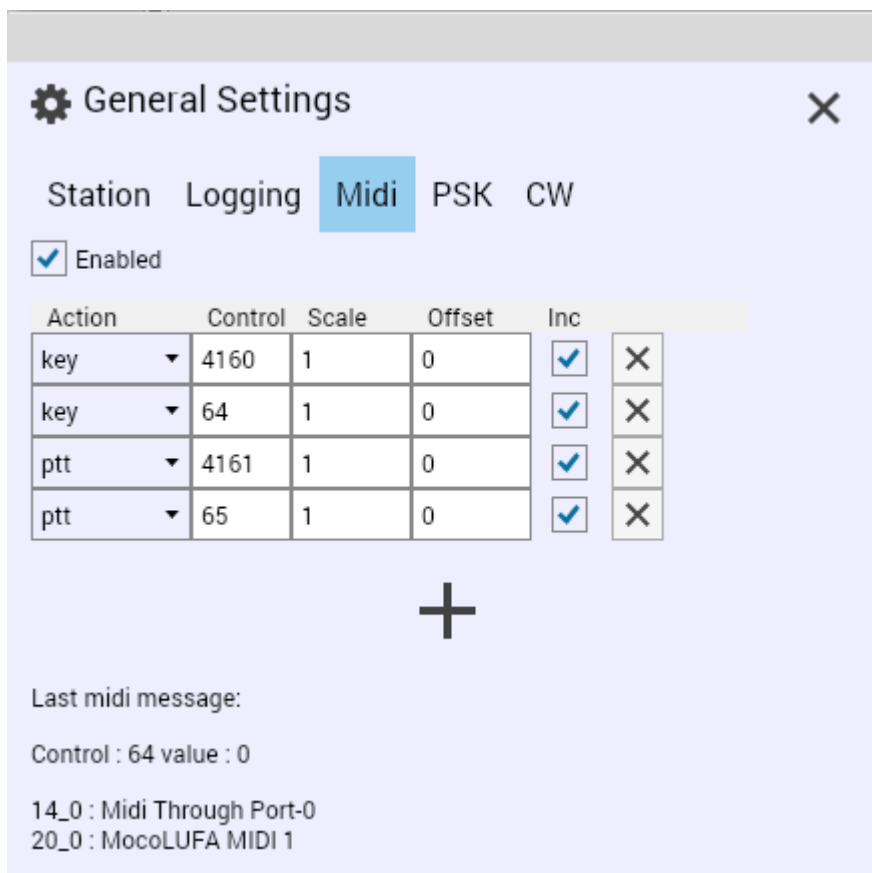 General Settings
Station Logging Midi PSK CW
Enabled
Action Control Scale Offset Inc
key 4160 1 0
key 64 1 0
ptt 4161 1 0
ptt 65 1 0
Last midi message:
Control : 64 value : 0
14_0 : Midi Through Port-0
20_0 : MocoLUFA MIDI 1